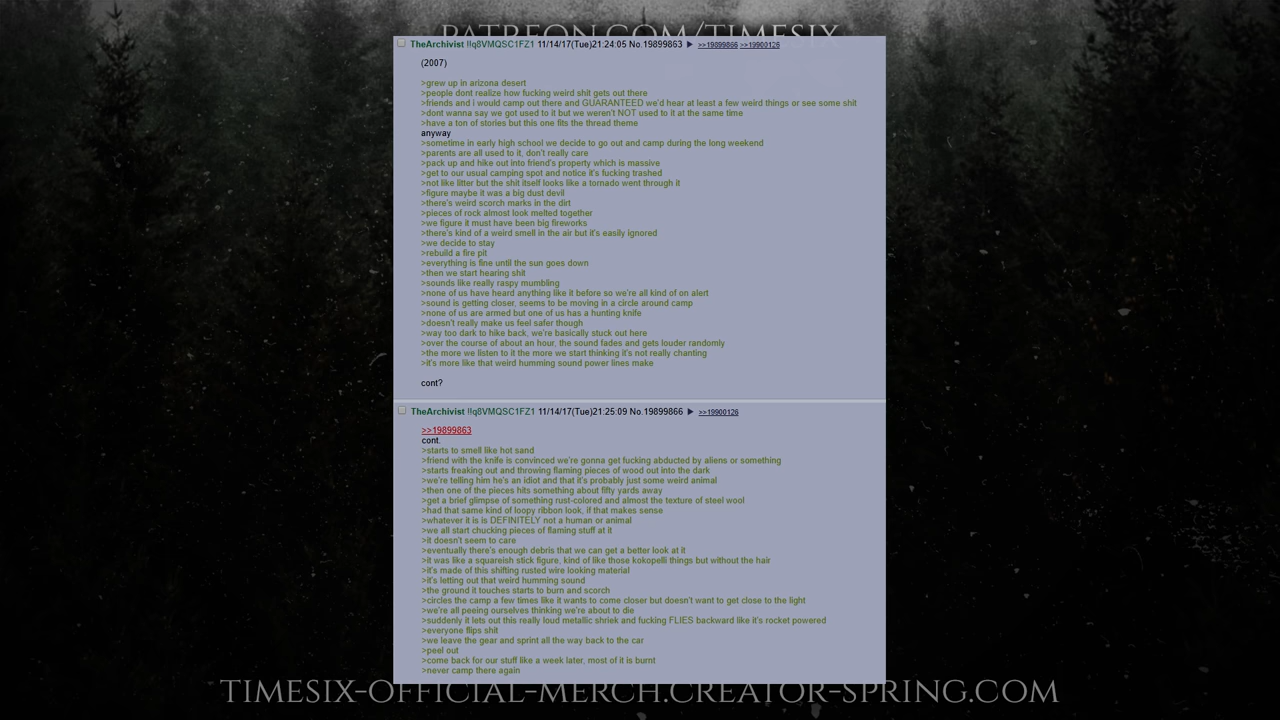 PATREON.COM/TIMESIX
TheArchivist !!q8VMQSC1FZ1 11/14/17(Tue)21:24:05 No.19899863 ▶ >>19899866 >>19900126
(2007)
>grew up in arizona desert
>people dont realize how fucking weird shit gets out there
>friends and i would camp out there and GUARANTEED we'd hear at least a few weird things or see some shit
>dont wanna say we got used to it but we weren't NOT used to it at the same time
>have a ton of stories but this one fits the thread theme
anyway
>sometime in early high school we decide to go out and camp during the long weekend
>parents are all used to it, don't really care
>pack up and hike out into friend's property which is massive
>get to our usual camping spot and notice it's fucking trashed
>not like litter but the shit itself looks like a tornado went through it
>figure maybe it was a big dust devil
>there's weird scorch marks in the dirt
>pieces of rock almost look melted together
>we figure it must have been big fireworks
>there's kind of a weird smell in the air but it's easily ignored
>we decide to stay
>rebuild a fire pit
>everything is fine until the sun goes down
>then we start hearing shit
>sounds like really raspy mumbling
>none of us have heard anything like it before so we're all kind of on alert
>sound is getting closer, seems to be moving in a circle around camp
>none of us are armed but one of us has a hunting knife
>doesn't really make us feel safer though
>way too dark to hike back, we're basically stuck out here
>over the course of about an hour, the sound fades and gets louder randomly
>the more we listen to it the more we start thinking it's not really chanting
>it's more like that weird humming sound power lines make
cont?
TheArchivist !!q8VMQSC1FZ1 11/14/17(Tue)21:25:09 No.19899866 ▶ >>19900126
>>19899863
cont.
>starts to smell like hot sand
>friend with the knife is convinced we're gonna get fucking abducted by aliens or something
>starts freaking out and throwing flaming pieces of wood out into the dark
>we're telling him he's an idiot and that it's probably just some weird animal
>then one of the pieces hits something about fifty yards away
>get a brief glimpse of something rust-colored and almost the texture of steel wool
>had that same kind of loopy ribbon look, if that makes sense
>whatever it is is DEFINITELY not a human or animal
>we all start chucking pieces of flaming stuff at it
>it doesn't seem to care
>eventually there's enough debris that we can get a better look at it
>it was like a squareish stick figure, kind of like those kokopelli things but without the hair
>it's made of this shifting rusted wire looking material
>it's letting out that weird humming sound
>the ground it touches starts to burn and scorch
>circles the camp a few times like it wants to come closer but doesn't want to get close to the light
>we're all peeing ourselves thinking we're about to die
>suddenly it lets out this really loud metallic shriek and fucking FLIES backward like it's rocket powered
>everyone flips shit
>we leave the gear and sprint all the way back to the car
>peel out
>come back for our stuff like a week later, most of it is burnt
>never camp there again
TIMESIX-OFFICIAL-MERCH.CREATOR-SPRING.COM